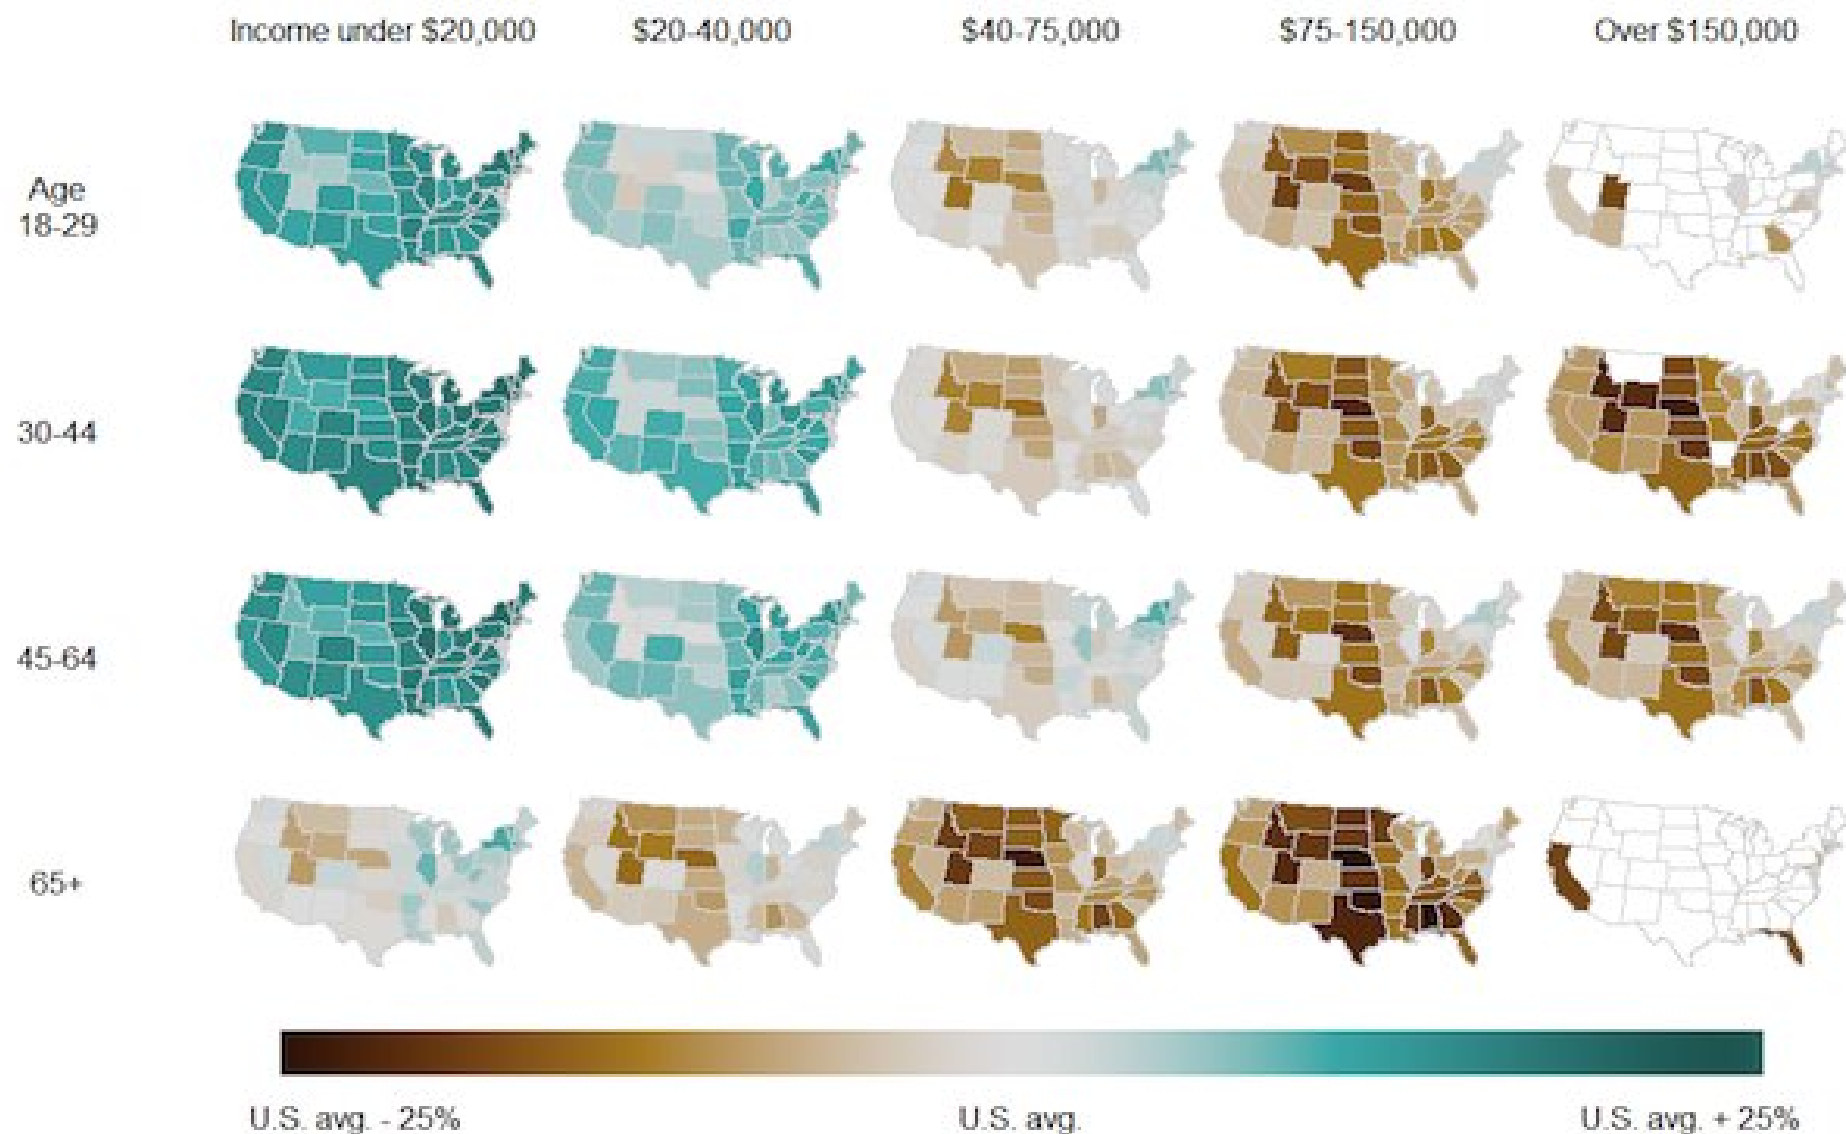 Income under $20,000 $20-40,000 $40-75,000 $75-150,000 Over $150,000
Age
18-29
30-44
45-64
65+
U.S. avg. - 25% U.S. avg. U.S. avg. + 25%